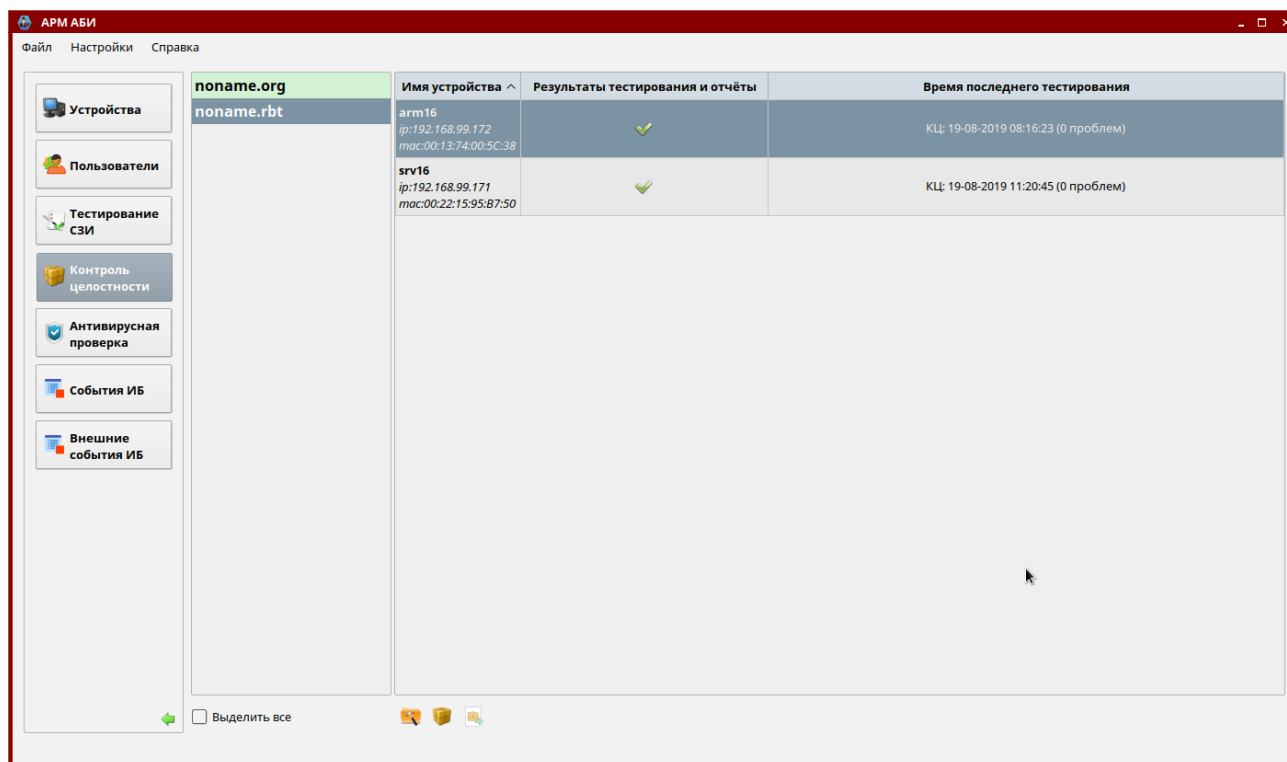 АРМ АБИ
Файл Настройки Справка
Устройства
Пользователи
Тестирование
СЗИ
Контроль
целостности
Антивирусная
проверка
События ИБ
Внешние
события ИБ
noname.org
noname.rbt
Имя устройства Результаты тестирования и отчёты Время последнего тестирования
arm16
ip:192.168.99.172
mac:00:13:74:00:5C:38
КЦ: 19-08-2019 08:16:23 (0 проблем)
srv16
ip:192.168.99.171
mac:00:22:15:95:B7:50
КЦ: 19-08-2019 11:20:45 (0 проблем)
Выделить все